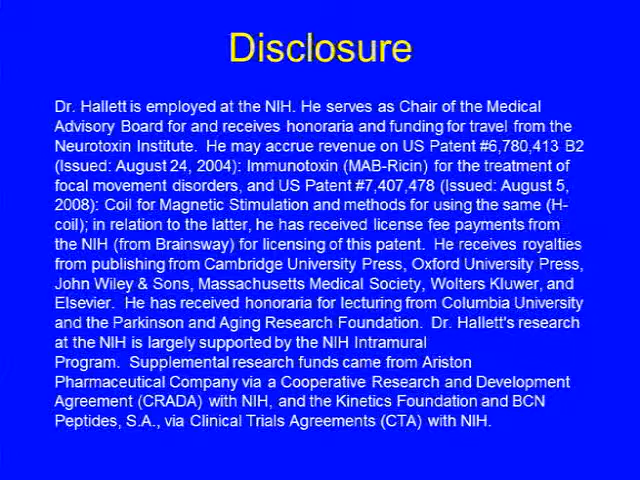 Disclosure
Dr. Hallett is employed at the NIH. He serves as Chair of the Medical
Advisory Board for and receives honoraria and funding for travel from the
Neurotoxin Institute.  He may accrue revenue on US Patent #6,780,413 B2
(Issued: August 24, 2004): Immunotoxin (MAB-Ricin) for the treatment of
focal movement disorders, and US Patent #7,407,478 (Issued: August 5,
2008): Coil for Magnetic Stimulation and methods for using the same (H-
coil); in relation to the latter, he has received license fee payments from
the NIH (from Brainsway) for licensing of this patent.  He receives royalties
from publishing from Cambridge University Press, Oxford University Press,
John Wiley & Sons, Massachusetts Medical Society, Wolters Kluwer, and
Elsevier.  He has received honoraria for lecturing from Columbia University
and the Parkinson and Aging Research Foundation.  Dr. Hallett's research
at the NIH is largely supported by the NIH Intramural
Program.  Supplemental research funds came from Ariston
Pharmaceutical Company via a Cooperative Research and Development
Agreement (CRADA) with NIH, and the Kinetics Foundation and BCN
Peptides, S.A., via Clinical Trials Agreements (CTA) with NIH.